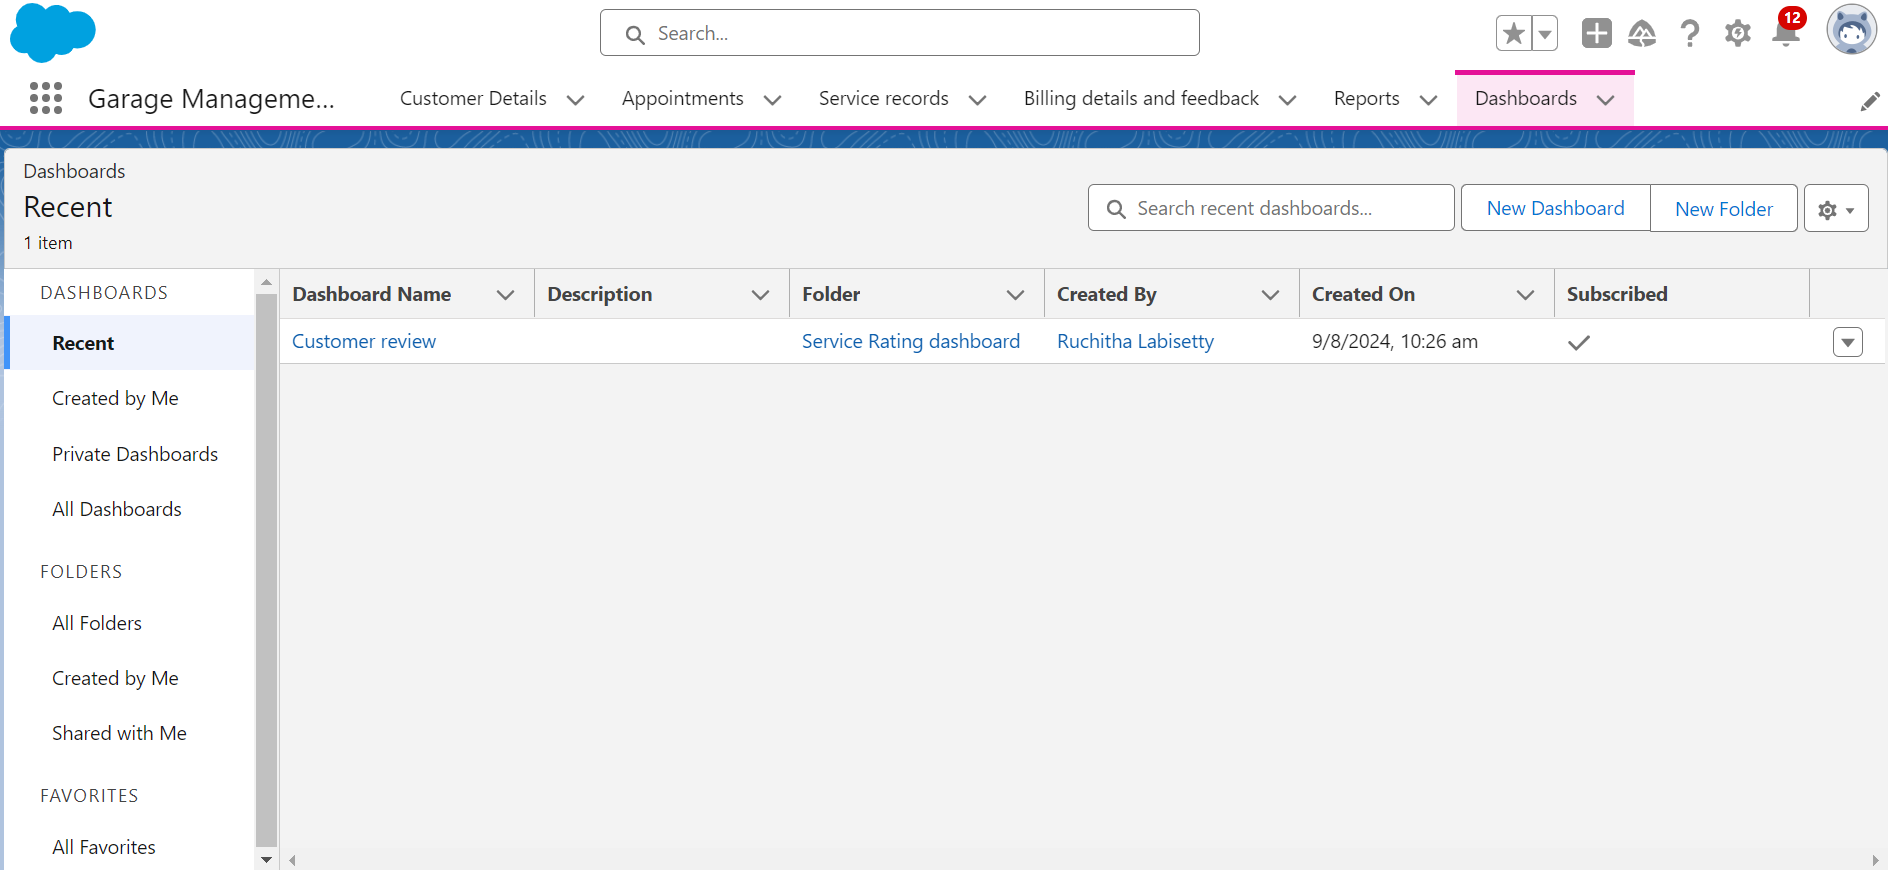 Search...
12
Garage Manageme...
Customer Details
Appointments
Service records
Billing details and feedback
Reports
Dashboards
Dashboards
Recent
1 item
Search recent dashboards...
New Dashboard
New Folder
DASHBOARDS
Recent
Created by Me
Private Dashboards
All Dashboards
FOLDERS
All Folders
Created by Me
Shared with Me
FAVORITES
All Favorites
Dashboard Name Description Folder Created By Created On Subscribed
Customer review Service Rating dashboard Ruchitha Labisetty 9/8/2024, 10:26 am